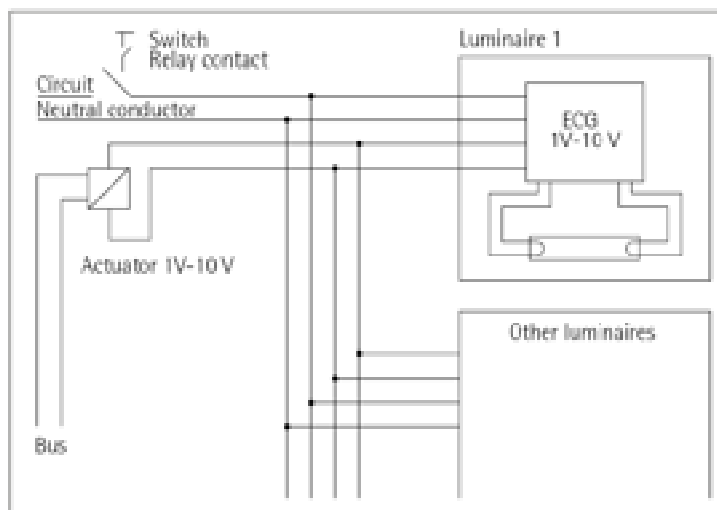 Switch
Relay contact
Luminaire 1
Circuit
Neutral conductor
ECG
1V-10 V
Actuator 1V-10 V
Other luminaires
Bus